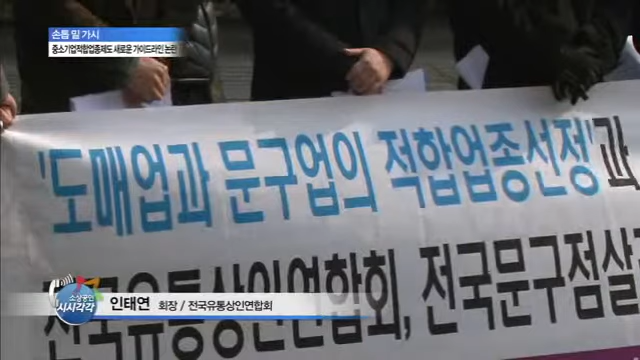 손톱 밑 가시
중소기업적합업종제도 새로운 가이드라인 논란
'도매업과 문구업의 적합업종선정'과
전국유통상인연합회, 전국문구점살
소상공인
시시각각
인태연 회장 / 전국유통상인연합회